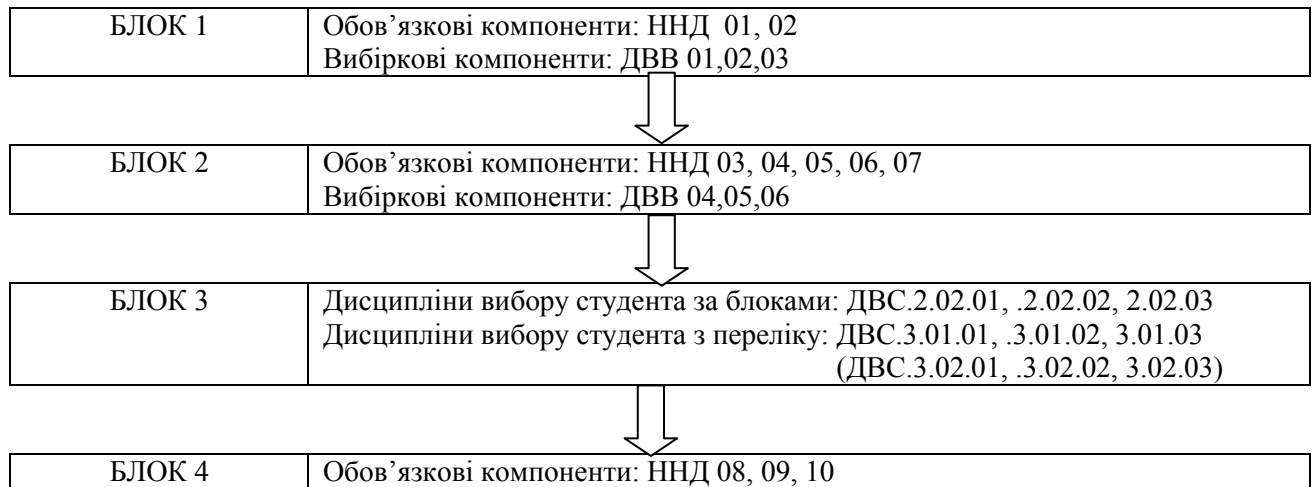 БЛОК 1
Обов’язкові компоненти: ННД 01, 02
Вибіркові компоненти: ДВВ 01,02,03
БЛОК 2
Обов’язкові компоненти: ННД 03, 04, 05, 06, 07
Вибіркові компоненти: ДВВ 04,05,06
БЛОК 3
Дисципліни вибору студента за блоками: ДВС.2.02.01, .2.02.02, 2.02.03
Дисципліни вибору студента з переліку: ДВС.3.01.01, .3.01.02, 3.01.03
(ДВС.3.02.01, .3.02.02, 3.02.03)
БЛОК 4
Обов’язкові компоненти: ННД 08, 09, 10